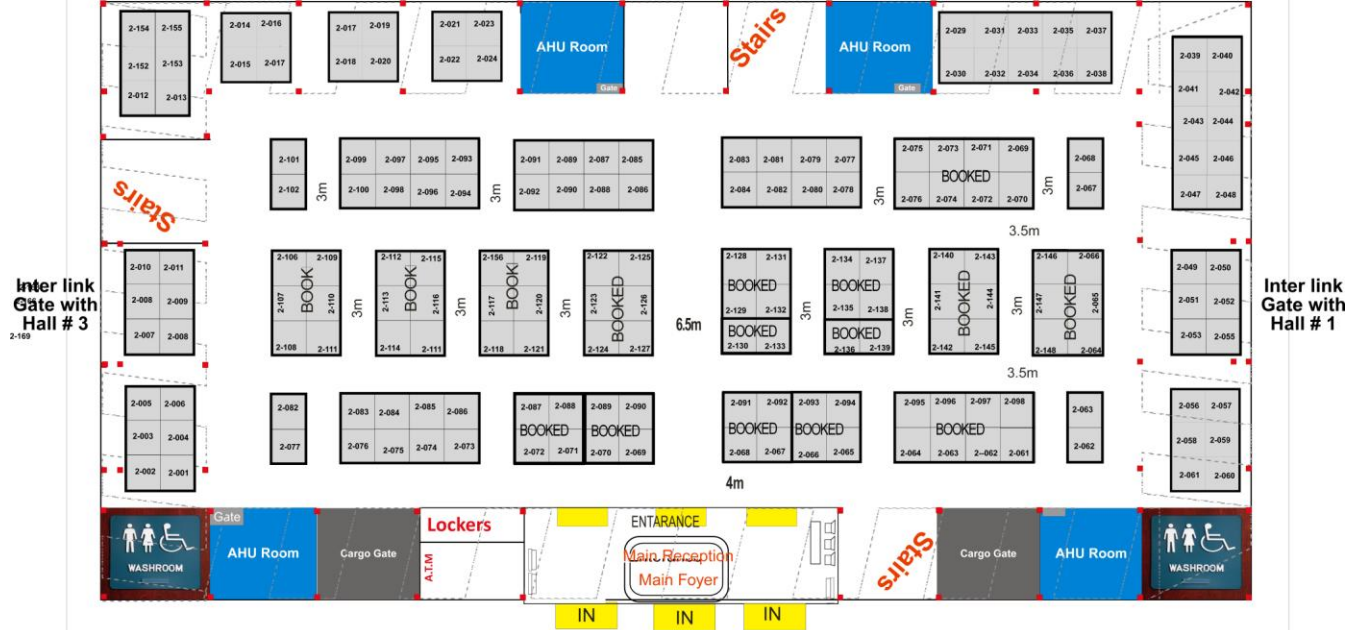 2-154 2-155
2-152 2-153
2-012 2-013
2-014 2-016
2-015 2-017
2-017 2-019
2-018 2-020
2-021 2-023
2-022 2-024
AHU Room
Gate
Stairs
AHU Room
Gate
2-029 2-031 2-033 2-035 2-037
2-030 2-032 2-034 2-036 2-038
2-039 2-040
2-041 2-042
2-043 2-044
2-045 2-046
2-047 2-048
Stairs
2-101
2-102
3m
2-099 2-097 2-095 2-093
2-100 2-098 2-096 2-094
3m
2-091 2-089 2-087 2-085
2-092 2-090 2-088 2-086
2-083 2-081 2-079 2-077
2-084 2-082 2-080 2-078
3m
2-075 2-073 2-071 2-069
BOOKED
2-076 2-074 2-072 2-070
3m
2-068
2-067
3.5m
Inter link
Gate with
Hall # 3
2-169
2-010 2-011
2-008 2-009
2-007 2-008
2-106 2-109
2-107 BOOK 2-110
2-108 2-111
3m
2-112 2-115
2-113 BOOK 2-116
2-114 2-111
3m
2-156 2-119
2-117 BOOK 2-120
2-118 2-121
3m
2-122 2-125
2-123 BOOKED 2-126
2-124 2-127
6.5m
2-128 2-131
BOOKED
2-129 2-132
BOOKED
2-130 2-133
3m
2-134 2-137
BOOKED
2-135 2-138
BOOKED
2-136 2-139
3m
2-140 2-143
2-141 BOOKED 2-144
2-142 2-145
3m
2-146 2-066
2-147 BOOKED 2-065
2-148 2-064
3.5m
2-049 2-050
2-051 2-052
2-053 2-055
Inter link
Gate with
Hall # 1
2-005 2-006
2-003 2-004
2-002 2-001
2-082
2-077
2-083 2-084 2-085 2-086
2-076 2-075 2-074 2-073
2-087 2-088 2-089 2-090
BOOKED BOOKED
2-072 2-071 2-070 2-069
2-091 2-092 2-093 2-094
BOOKED BOOKED
2-068 2-067 2-066 2-065
2-095 2-096 2-097 2-098
BOOKED
2-064 2-063 2--062 2-061
2-063
2-062
2-056 2-057
2-058 2-059
2-061 2-060
4m
WASHROOM
Gate
AHU Room
Cargo Gate
Lockers
A.T.M
ENTARANCE
Main Reception
Main Foyer
IN IN IN
Stairs
Cargo Gate
AHU Room
WASHROOM